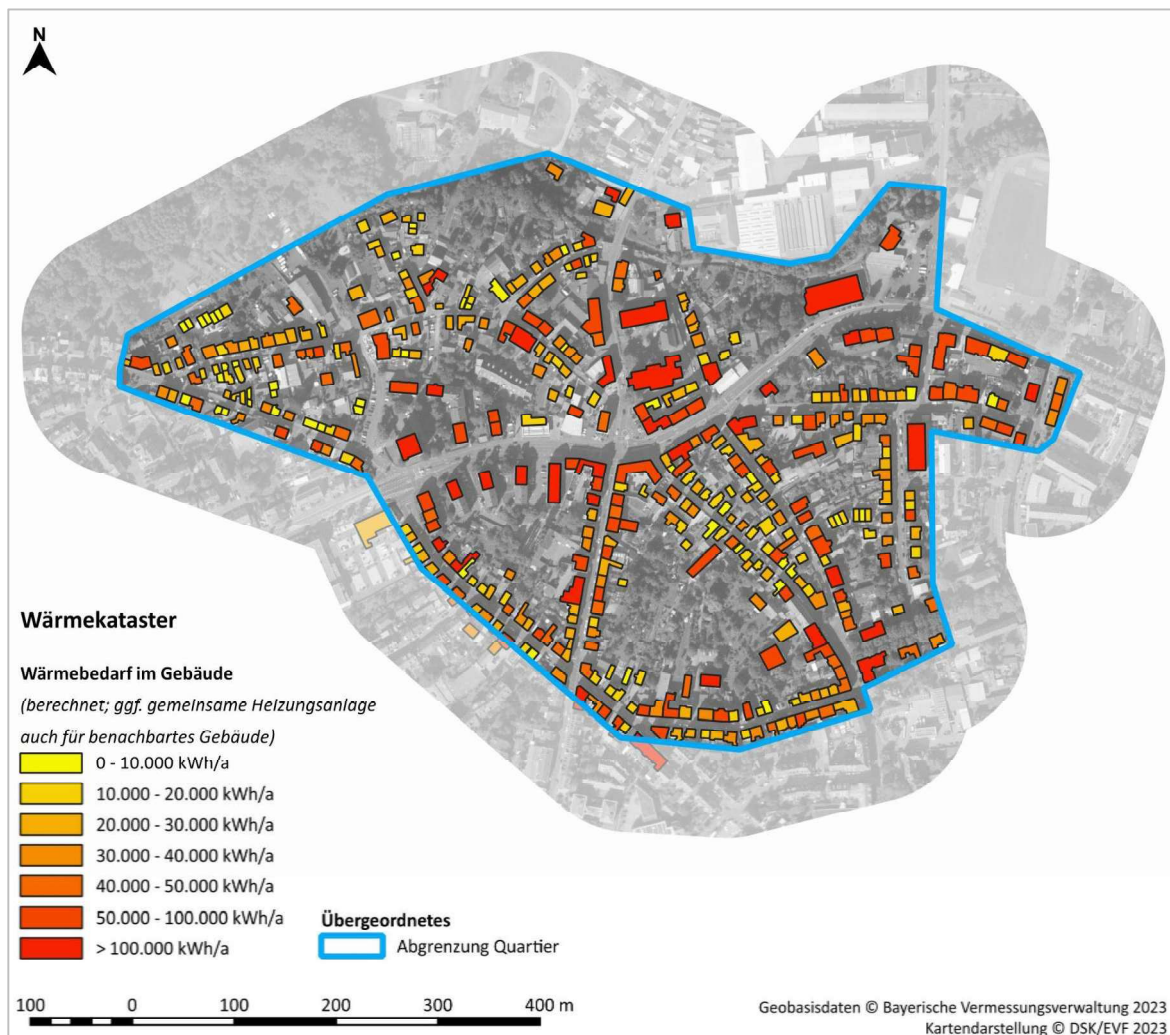 N
Wärmekataster
Wärmebedarf im Gebäude
(berechnet; ggf. gemeinsame Heizungsanlage
auch für benachbartes Gebäude)
0 - 10.000 kWh/a
10.000 - 20.000 kWh/a
20.000 - 30.000 kWh/a
30.000 - 40.000 kWh/a
40.000 - 50.000 kWh/a
50.000 - 100.000 kWh/a
> 100.000 kWh/a
Übergeordnetes
Abgrenzung Quartier
100 0 100 200 300 400 m
Geobasisdaten © Bayerische Vermessungsverwaltung 2023
Kartendarstellung © DSK/EVF 2023